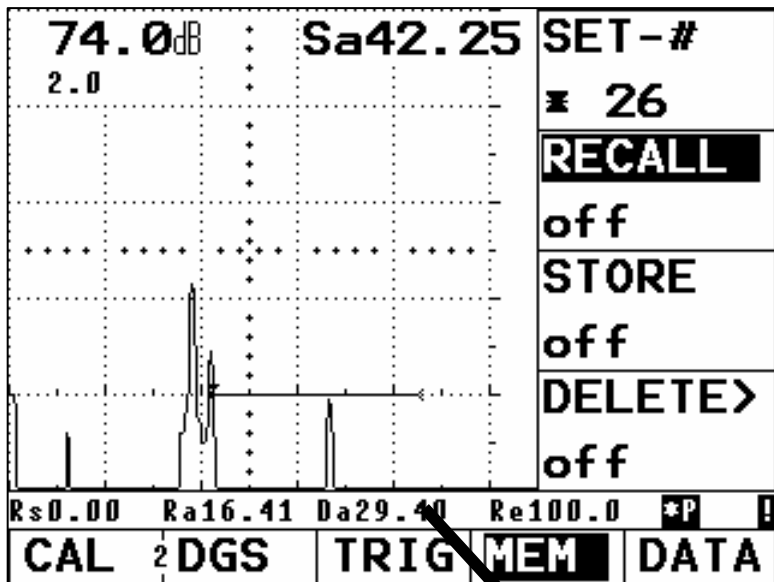 74.0dB Sa42.25
2.0
SET-#
26
RECALL
off
STORE
off
DELETE>
off
Rs0.00 Ra16.41 Da29.40 Re100.0 *P !
CAL 2 DGS TRIG MEM DATA